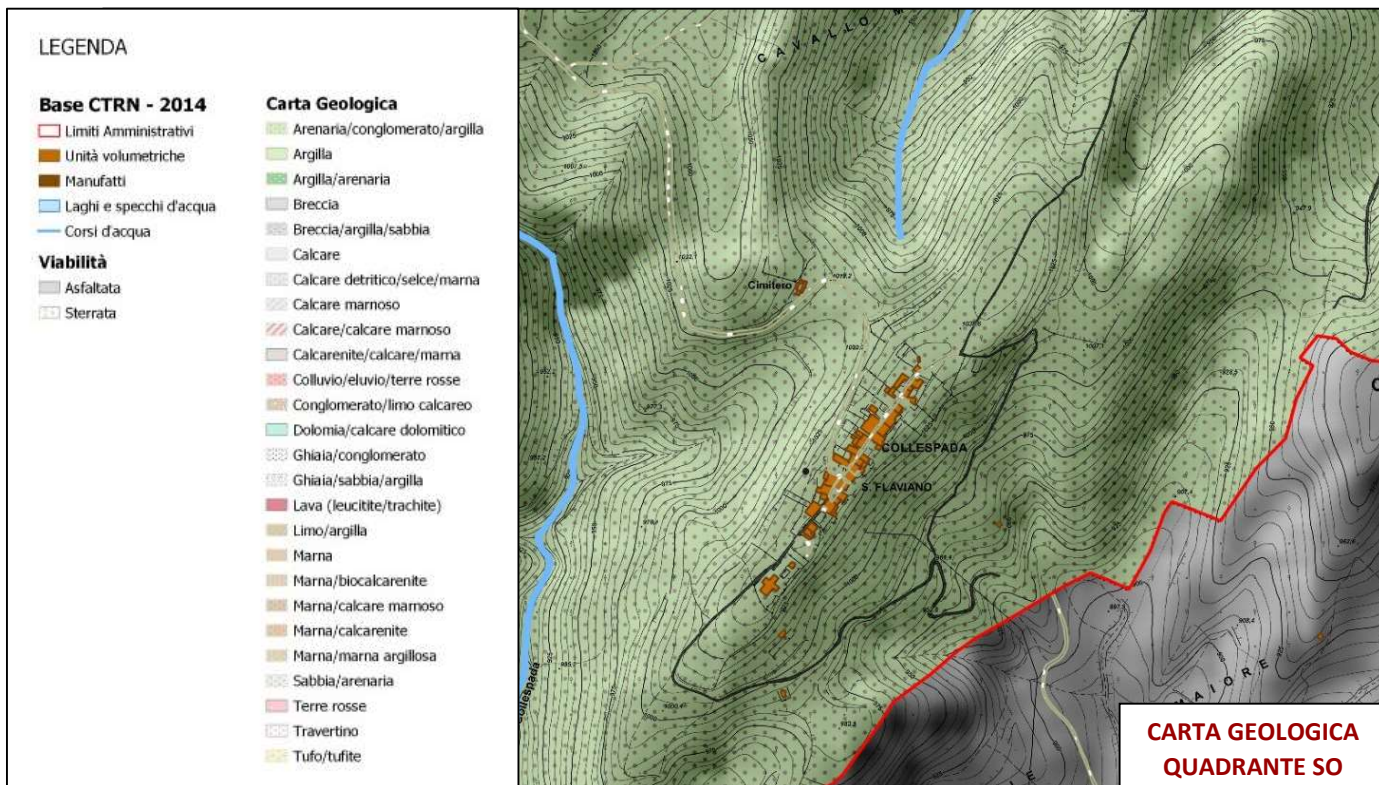 LEGENDA
Base CTRN - 2014
Limiti Amministrativi
Unità volumetriche
Manufatti
Laghi e specchi d'acqua
Corsi d'acqua
Viabilità
Asfaltata
Sterrata
Carta Geologica
Arenaria/conglomerato/argilla
Argilla
Argilla/arenaria
Breccia
Breccia/argilla/sabbia
Calcare
Calcare detritico/selce/marna
Calcare marnoso
Calcare/calcare marnoso
Calcarenite/calcare/marna
Colluvio/eluvio/terre rosse
Conglomerato/limo calcareo
Dolomia/calcare dolomitico
Ghiaia/conglomerato
Ghiaia/sabbia/argilla
Lava (leucitite/trachite)
Limo/argilla
Marna
Marna/biocalcarenite
Marna/calcare marnoso
Marna/calcarenite
Marna/marna argillosa
Sabbia/arenaria
Terre rosse
Travertino
Tufo/tufite
CAVALLO
Cimitero
COLLESPADA
S. FLAVIANO
Collespada
MAIORE
CARTA GEOLOGICA
QUADRANTE SO